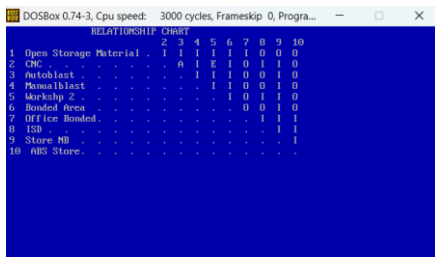 DOSBox 0.74-3, Cpu speed: 3000 cycles, Frameskip 0, Progra...
RELATIONSHIP CHART
2 3 4 5 6 7 8 9 10
1 Open Storage Material . I I I I I I O O O
2 CNC . . . . . . . A I E I O I I O
3 Autoblast . . . . . . . I I I O O I O
4 Manualblast . . . . . . . I I O O I O
5 Workshp 2 . . . . . . . . I O I I O
6 Bonded Area . . . . . . . . O O I O
7 Office Bonded. . . . . . . . . I I I
8 ISD . . . . . . . . . . . I I
9 Store NB . . . . . . . . . . I
10 ABS Store. . . . . . . . . .